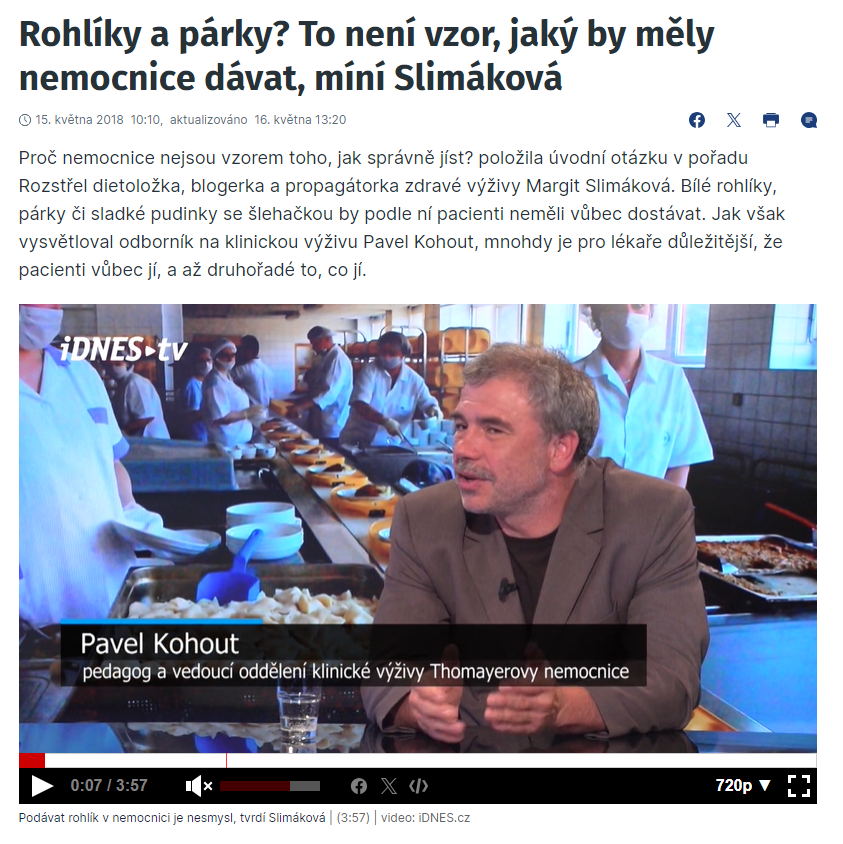 Rohlíky a párky? To není vzor, jaký by měly
nemocnice dávat, míní Slimáková
15. května 2018 10:10, aktualizováno 16. května 13:20
Proč nemocnice nejsou vzorem toho, jak správně jíst? položila úvodní otázku v pořadu
Rozstřel dietoložka, blogerka a propagátorka zdravé výživy Margit Slimáková. Bílé rohlíky,
párky či sladké pudinky se šlehačkou by podle ní pacienti neměli vůbec dostávat. Jak však
vysvětloval odborník na klinickou výživu Pavel Kohout, mnohdy je pro lékaře důležitější, že
pacienti vůbec jí, a až druhořadé to, co jí.
iDNES tv
Pavel Kohout
pedagog a vedoucí oddělení klinické výživy Thomayerovy nemocnice
0:07 / 3:57
720p
Podávat rohlík v nemocnici je nesmysl, tvrdí Slimáková | (3:57) | video: iDNES.cz